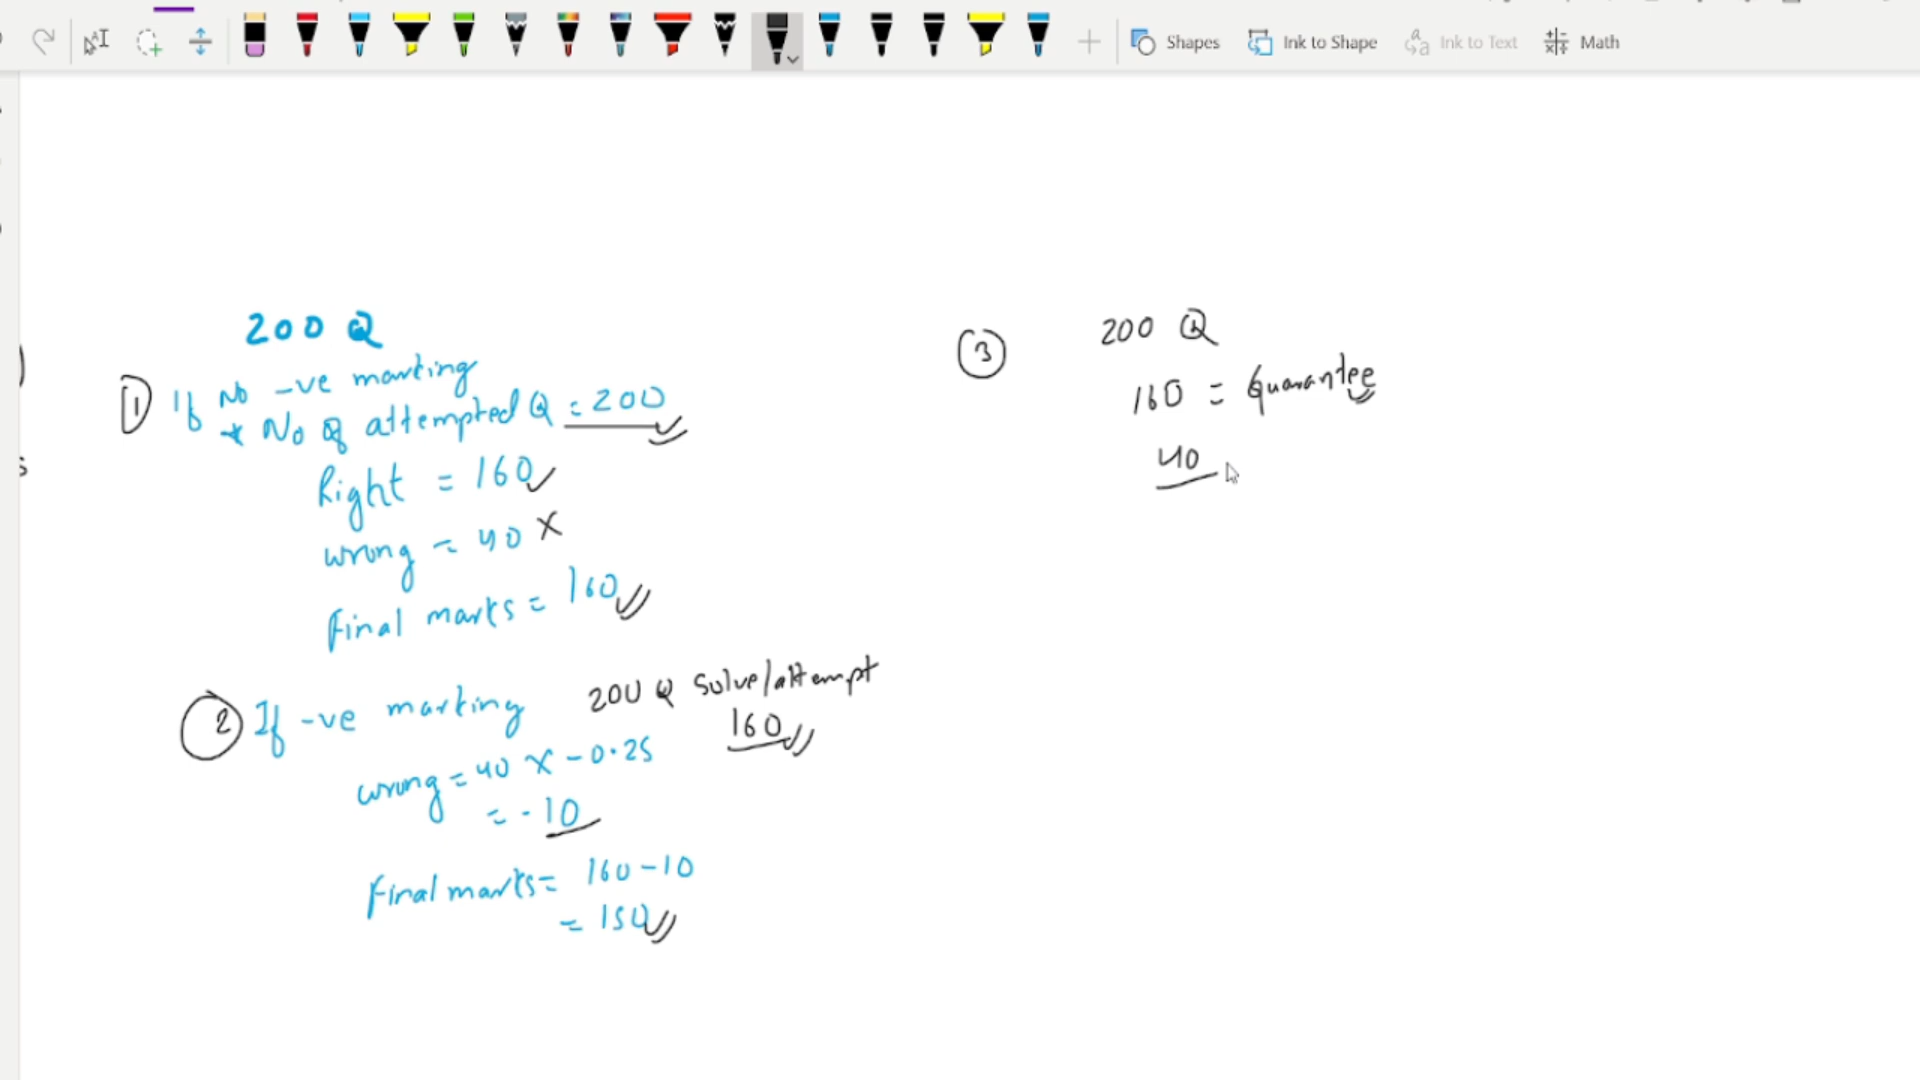 Shapes
Ink to Shape
Ink to Text
Math
200 Q
① If No -ve marking
* No of attempted Q = 200
Right = 160
wrong = 40 ×
Final marks = 160
② If -ve marking
200 Q Solve/attempt
160
wrong = 40 × -0.25
= -10
Final marks = 160-10
= 150
③ 200 Q
160 = Guarantee
40